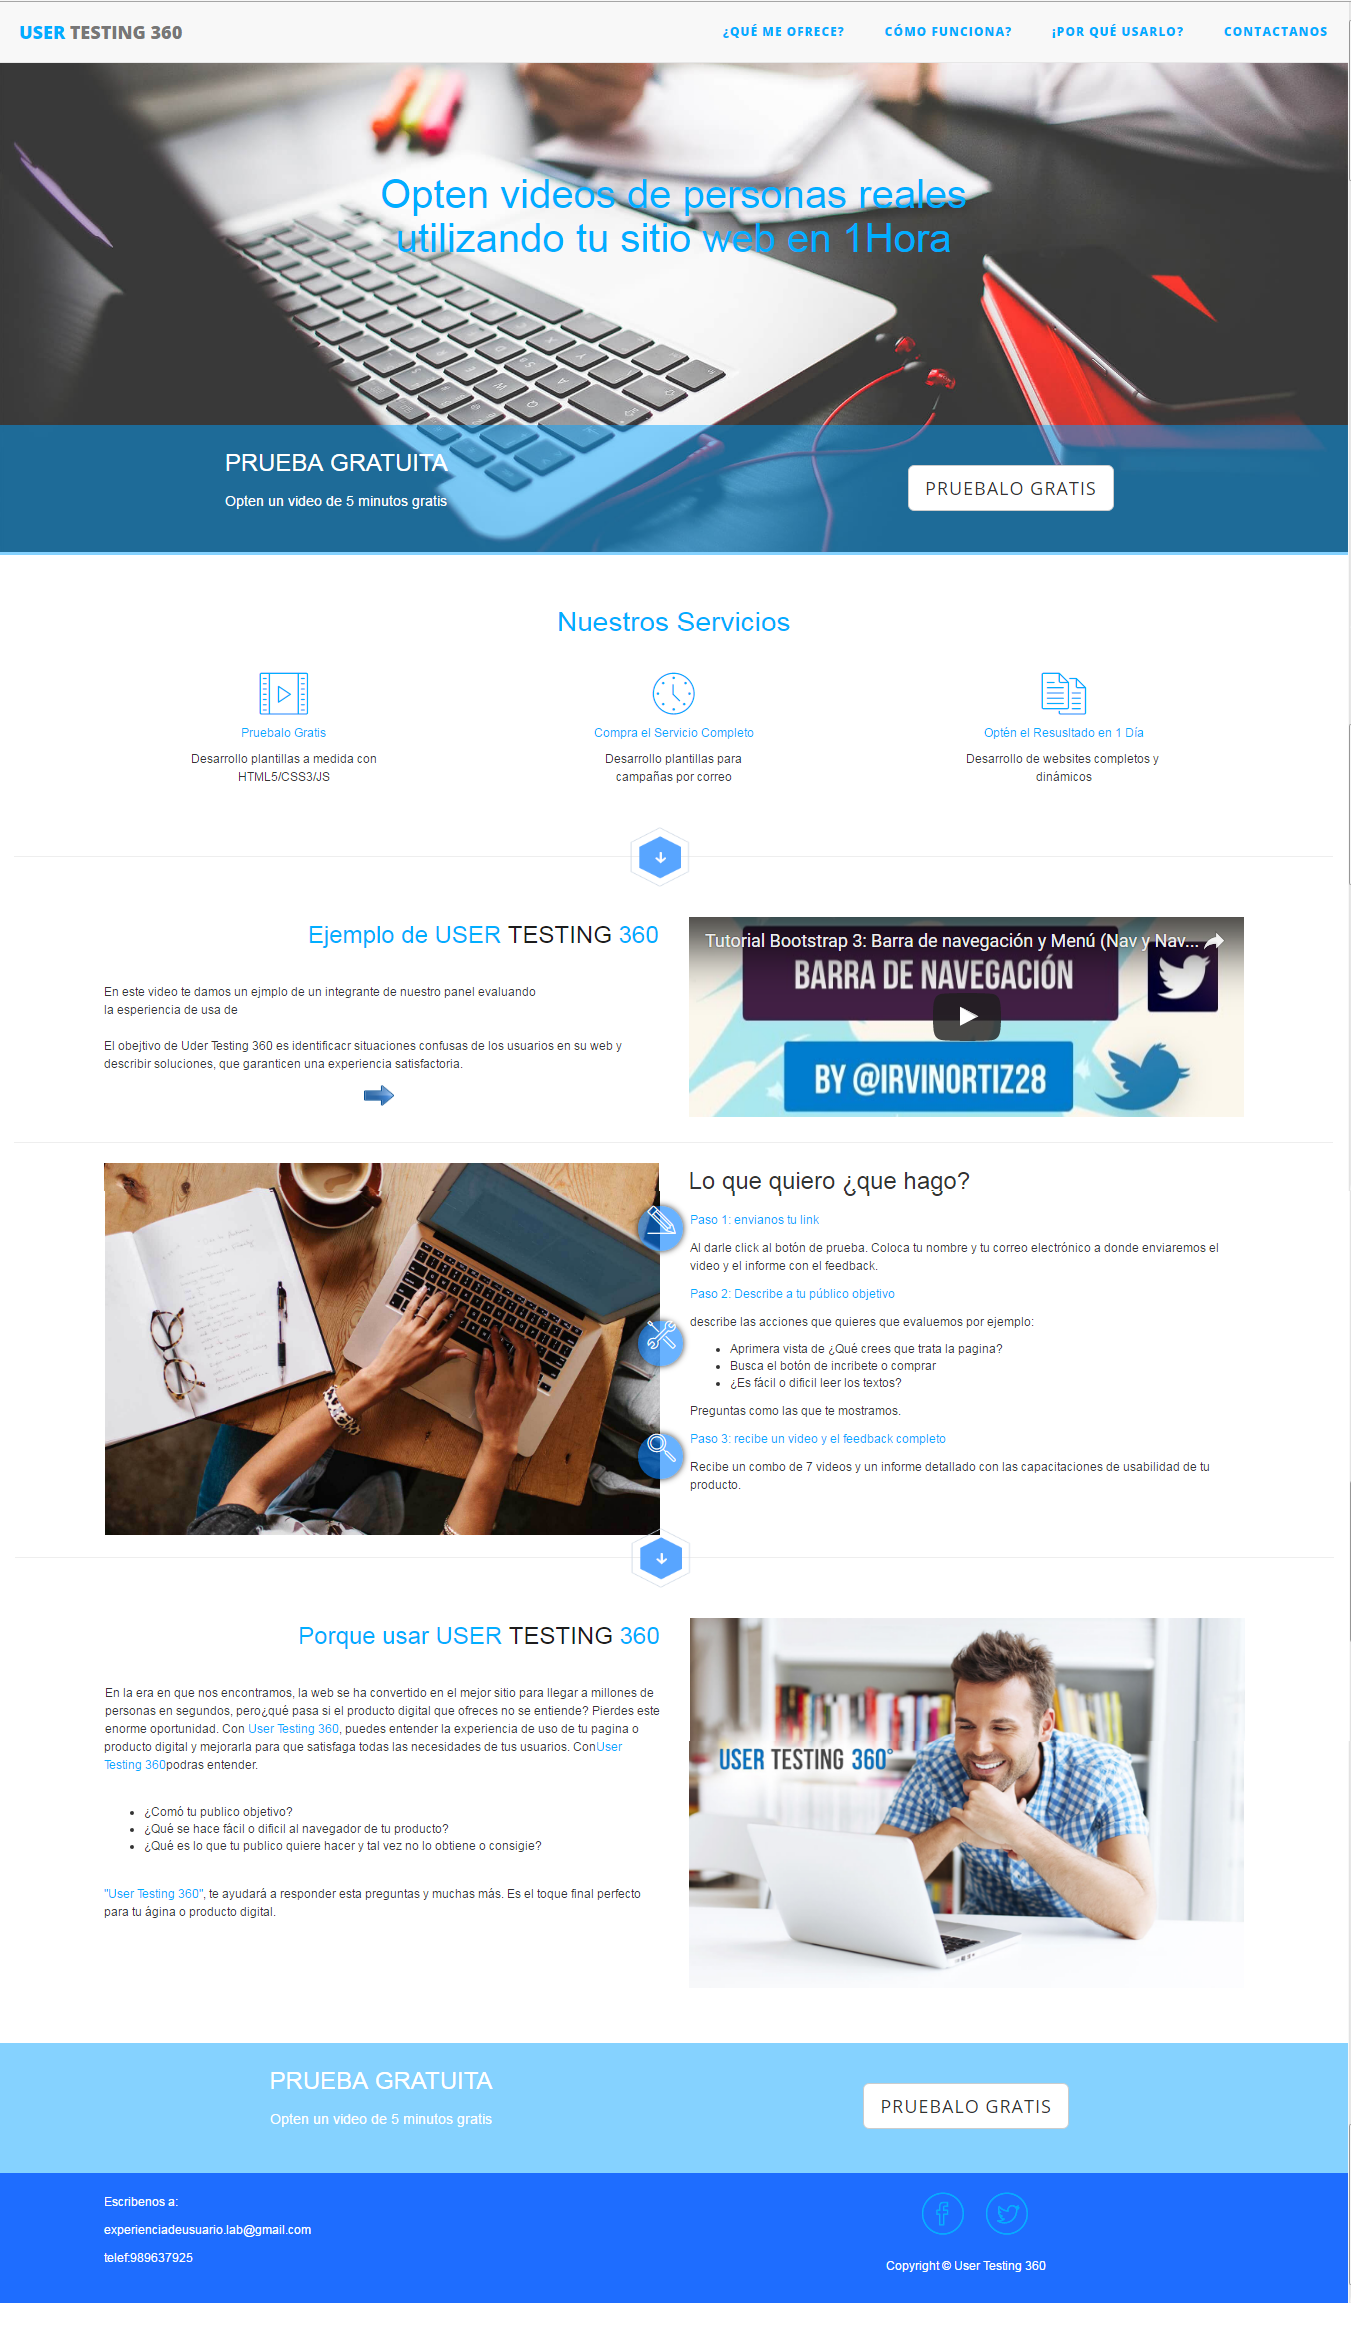 USER TESTING 360
¿QUÉ ME OFRECE?
CÓMO FUNCIONA?
¡POR QUÉ USARLO?
CONTACTANOS
Opten videos de personas reales
utilizando tu sitio web en 1Hora
PRUEBA GRATUITA
Opten un video de 5 minutos gratis
PRUEBALO GRATIS
Nuestros Servicios
Pruebalo Gratis
Desarrollo plantillas a medida con
HTML5/CSS3/JS
Compra el Servicio Completo
Desarrollo plantillas para
campañas por correo
Optén el Resusltado en 1 Día
Desarrollo de websites completos y
dinámicos
Ejemplo de USER TESTING 360
En este video te damos un ejmplo de un integrante de nuestro panel evaluando
la esperiencia de usa de
El obejtivo de Uder Testing 360 es identificacr situaciones confusas de los usuarios en su web y
describir soluciones, que garanticen una experiencia satisfactoria.
Tutorial Bootstrap 3: Barra de navegación y Menú (Nav y Nav...
BARRA DE NAVEGACIÓN
BY @IRVINORTIZ28
Lo que quiero ¿que hago?
Paso 1: envianos tu link
Al darle click al botón de prueba. Coloca tu nombre y tu correo electrónico a donde enviaremos el
video y el informe con el feedback.
Paso 2: Describe a tu público objetivo
describe las acciones que quieres que evaluemos por ejemplo:
Aprimera vista de ¿Qué crees que trata la pagina?
Busca el botón de incribete o comprar
¿Es fácil o dificil leer los textos?
Preguntas como las que te mostramos.
Paso 3: recibe un video y el feedback completo
Recibe un combo de 7 videos y un informe detallado con las capacitaciones de usabilidad de tu
producto.
Porque usar USER TESTING 360
En la era en que nos encontramos, la web se ha convertido en el mejor sitio para llegar a millones de
personas en segundos, pero¿qué pasa si el producto digital que ofreces no se entiende? Pierdes este
enorme oportunidad. Con User Testing 360, puedes entender la experiencia de uso de tu pagina o
producto digital y mejorarla para que satisfaga todas las necesidades de tus usuarios. ConUser
Testing 360podras entender.
¿Comó tu publico objetivo?
¿Qué se hace fácil o dificil al navegador de tu producto?
¿Qué es lo que tu publico quiere hacer y tal vez no lo obtiene o consigie?
"User Testing 360", te ayudará a responder esta preguntas y muchas más. Es el toque final perfecto
para tu ágina o producto digital.
USER TESTING 360°
PRUEBA GRATUITA
Opten un video de 5 minutos gratis
PRUEBALO GRATIS
Escribenos a:
experienciadeusuario.lab@gmail.com
telef:989637925
Copyright © User Testing 360